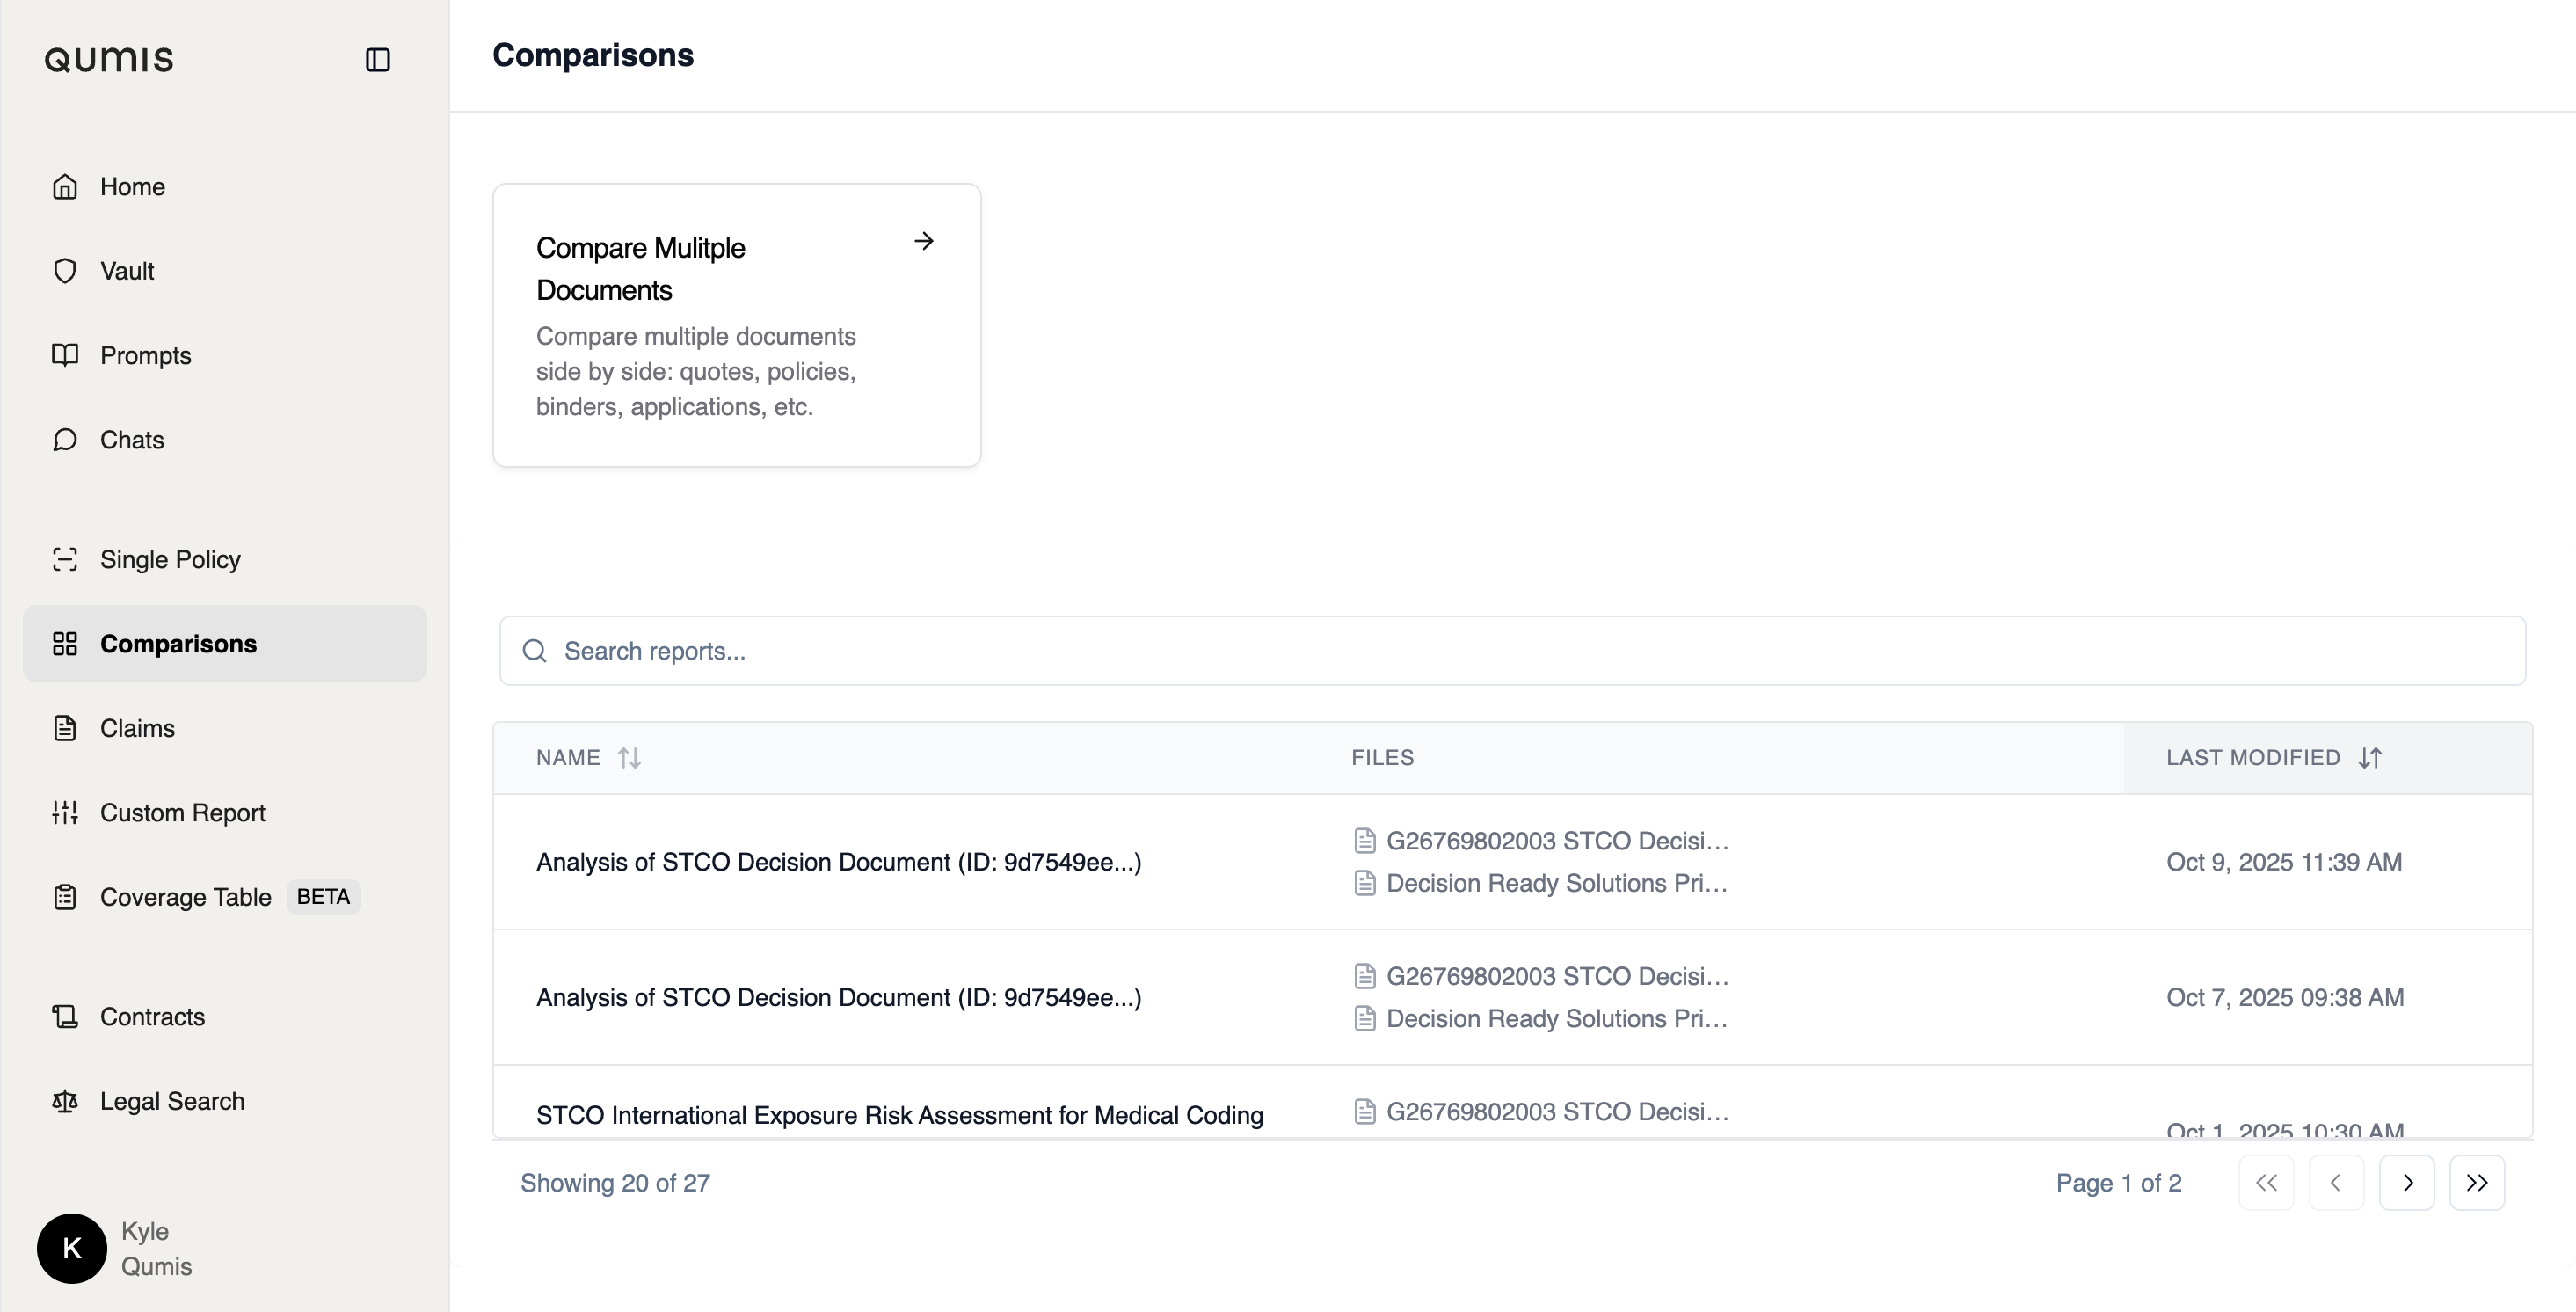 QUMIS
Comparisons
Home
Vault
Prompts
Chats
Single Policy
Comparisons
Claims
Custom Report
Coverage Table BETA
Contracts
Legal Search
K
Kyle
Qumis
Compare Mulitple
Documents
Compare multiple documents
side by side: quotes, policies,
binders, applications, etc.
Search reports...
NAME FILES LAST MODIFIED
Analysis of STCO Decision Document (ID: 9d7549ee...)
G26769802003 STCO Decisi…
Decision Ready Solutions Pri…
Oct 9, 2025 11:39 AM
Analysis of STCO Decision Document (ID: 9d7549ee...)
G26769802003 STCO Decisi…
Decision Ready Solutions Pri…
Oct 7, 2025 09:38 AM
STCO International Exposure Risk Assessment for Medical Coding
G26769802003 STCO Decisi…
Oct 1, 2025 10:30 AM
Showing 20 of 27
Page 1 of 2